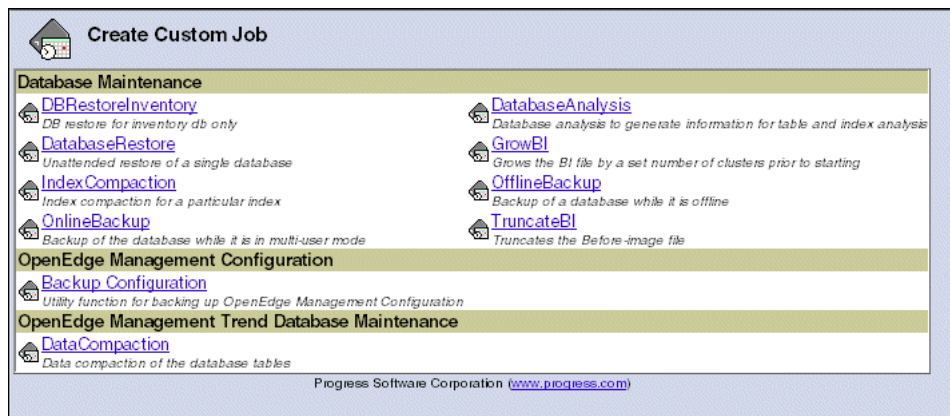 Create Custom Job
Database Maintenance
DBRestoreInventory
DB restore for inventory db only
DatabaseAnalysis
Database analysis to generate information for table and index analysis
DatabaseRestore
Unattended restore of a single database
GrowBI
Grows the BI file by a set number of clusters prior to starting
IndexCompaction
Index compaction for a particular index
OfflineBackup
Backup of a database while it is offline
OnlineBackup
Backup of the database while it is in multi-user mode
TruncateBI
Truncates the Before-image file
OpenEdge Management Configuration
Backup Configuration
Utility function for backing up OpenEdge Management Configuration
OpenEdge Management Trend Database Maintenance
DataCompaction
Data compaction of the database tables
Progress Software Corporation (www.progress.com)